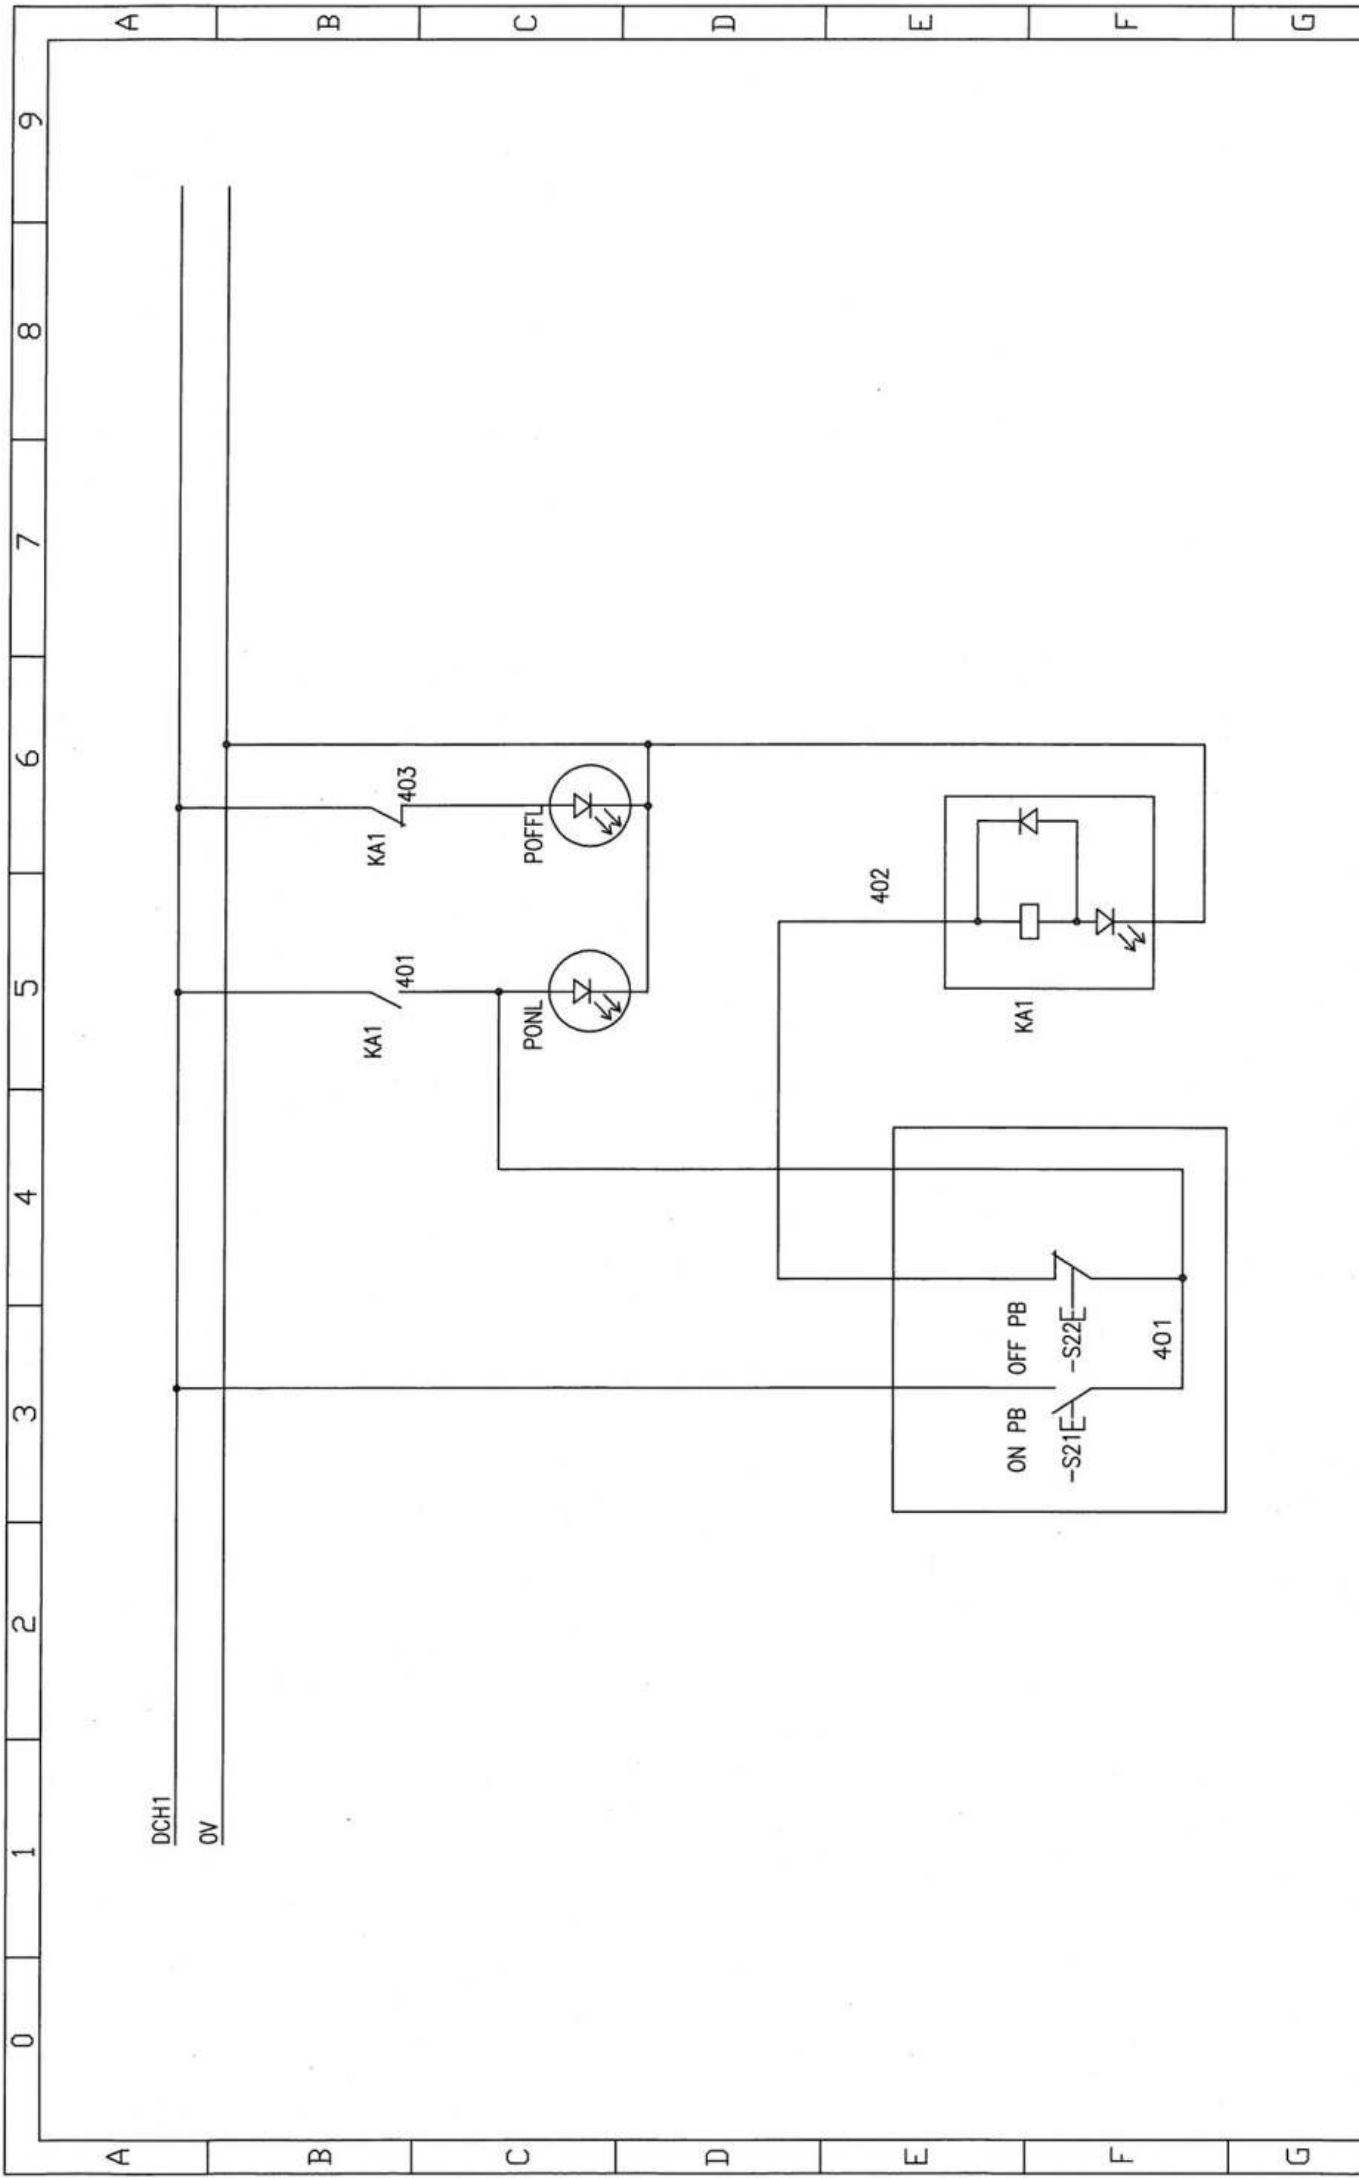 0 1 2 3 4 5 6 7 8 9
A A
B B
C C
D D
E E
F F
G G
DCH1
0V
KA1
401
KA1
403
PONL
POFFL
402
KA1
ON PB
OFF PB
-S21
-S22
401